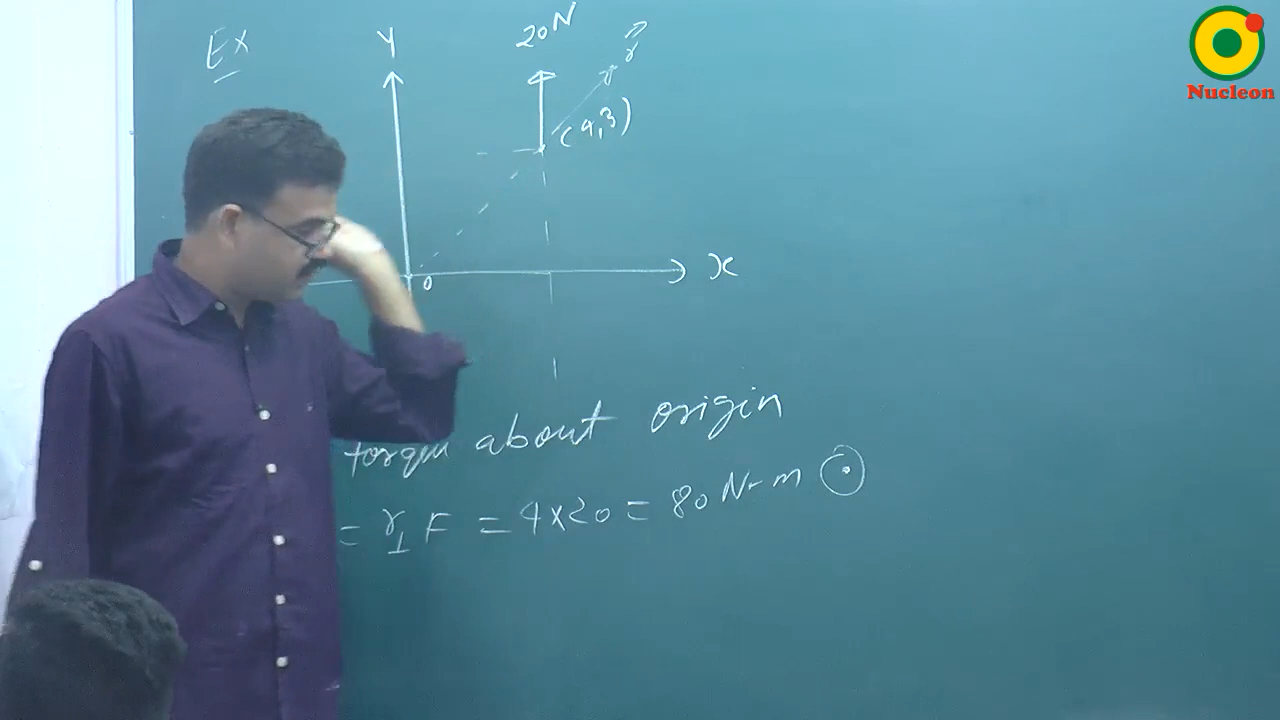 Ex
Y
20N
r
(4,3)
0
x
torque about origin
= r⊥ F = 4×20 = 80 N-m ⊙
Nucleon